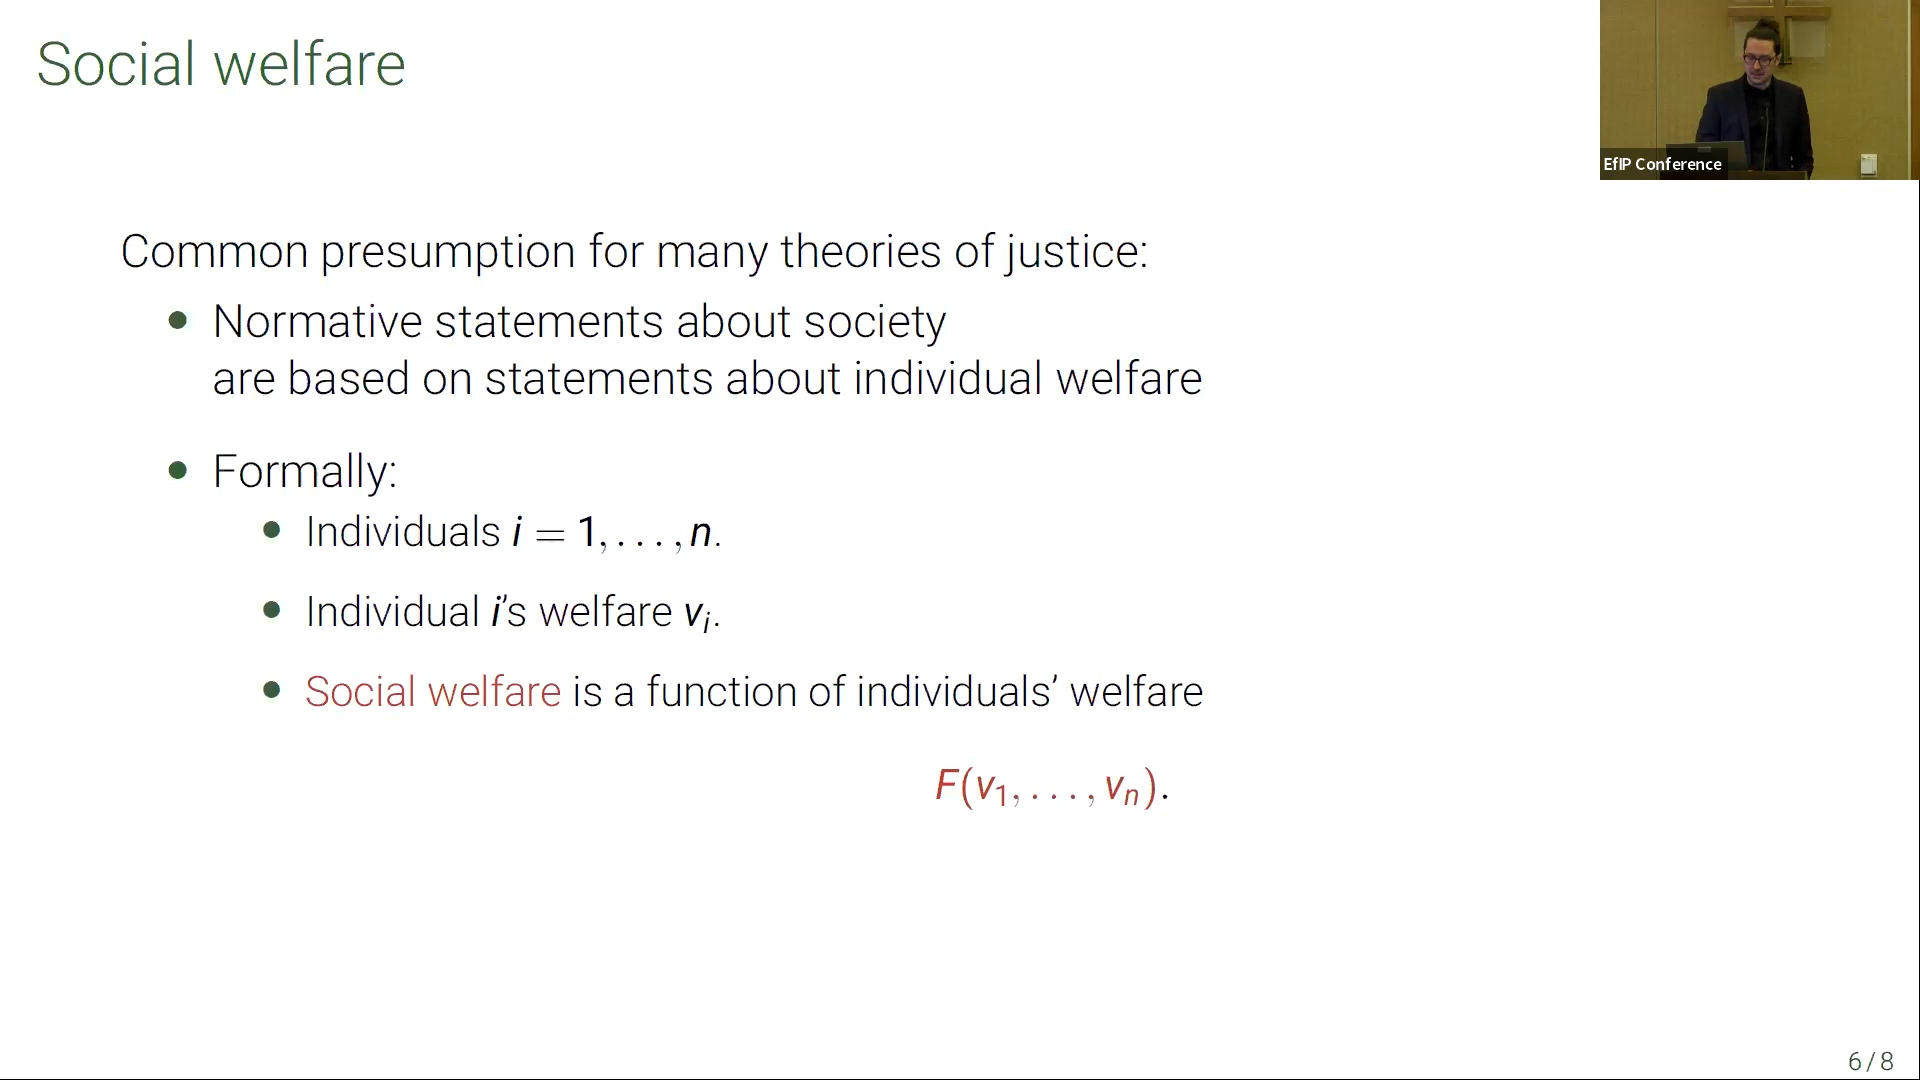 Social welfare
EfIP Conference
Common presumption for many theories of justice:
• Normative statements about society
are based on statements about individual welfare
• Formally:
• Individuals i = 1, . . . , n.
• Individual i's welfare vᵢ.
• Social welfare is a function of individuals' welfare
F(v₁, . . . , vₙ).
6 / 8